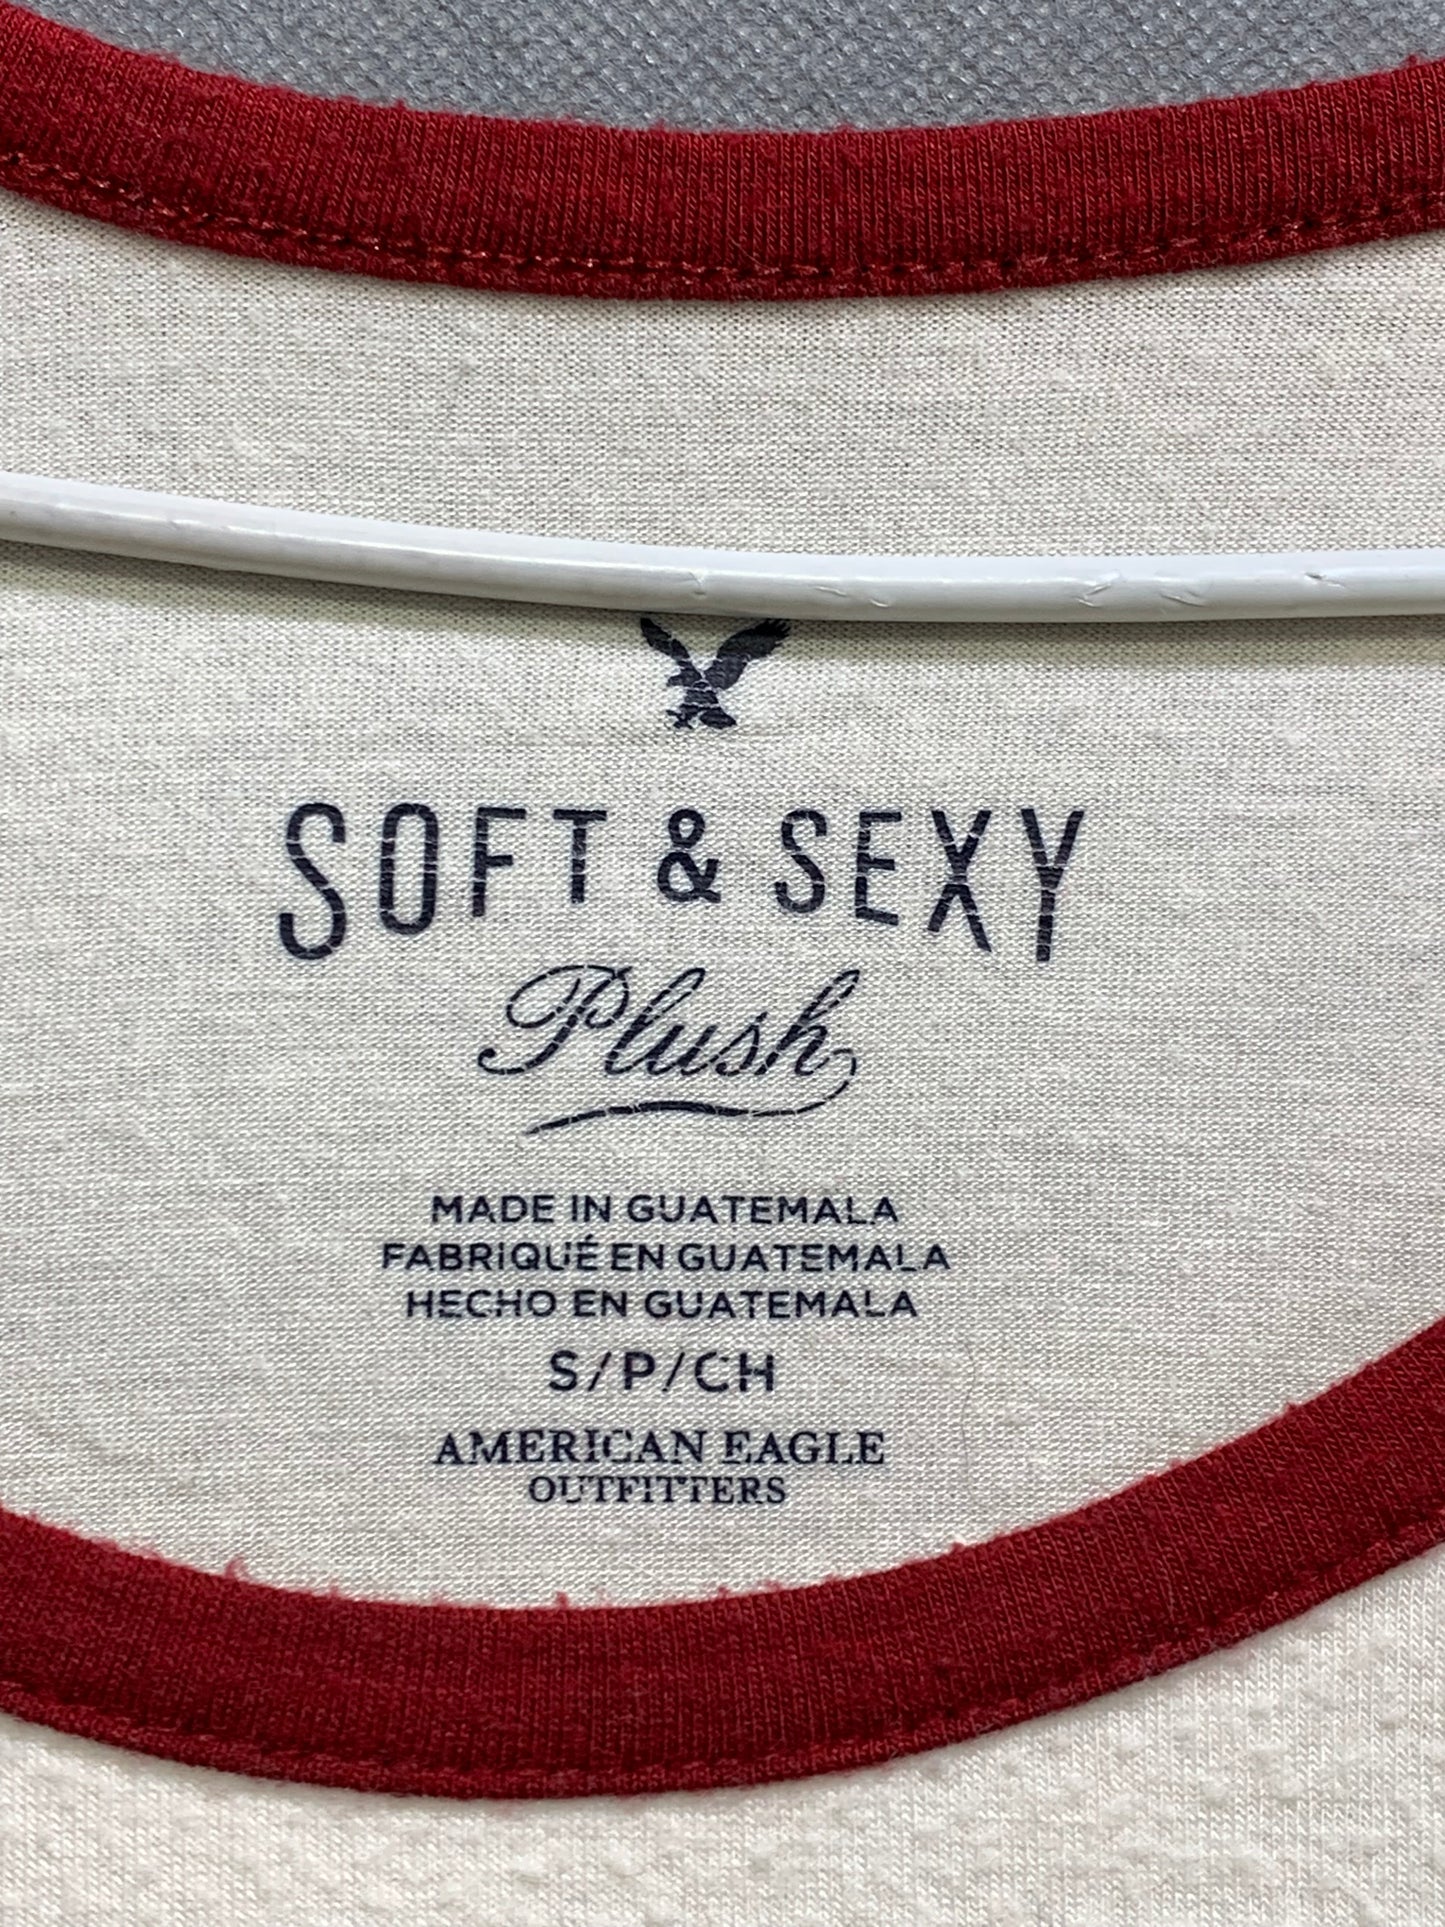 SOFT & SEXY
Plush
MADE IN GUATEMALA
FABRIQUÉ EN GUATEMALA
HECHO EN GUATEMALA
S/P/CH
AMERICAN EAGLE
OUTFITTERS